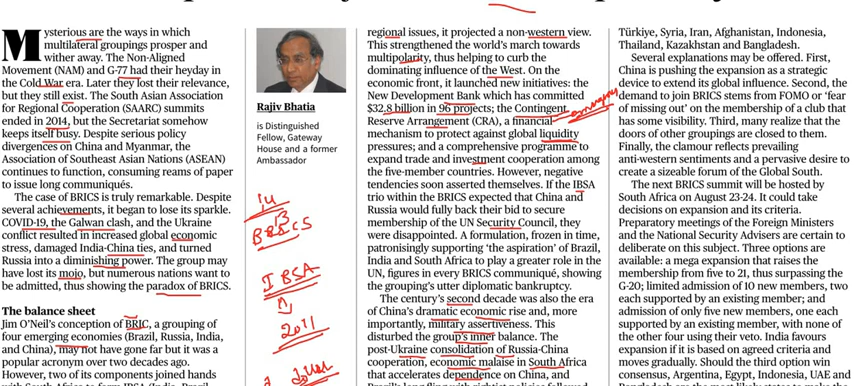 Mysterious are the ways in which
multilateral groupings prosper and
wither away. The Non-Aligned
Movement (NAM) and G-77 had their heyday in
the Cold War era. Later they lost their relevance,
but they still exist. The South Asian Association
for Regional Cooperation (SAARC) summits
ended in 2014, but the Secretariat somehow
keeps itself busy. Despite serious policy
divergences on China and Myanmar, the
Association of Southeast Asian Nations (ASEAN)
continues to function, consuming reams of paper
to issue long communiqués.
The case of BRICS is truly remarkable. Despite
several achievements, it began to lose its sparkle.
COVID-19, the Galwan clash, and the Ukraine
conflict resulted in increased global economic
stress, damaged India-China ties, and turned
Russia into a diminishing power. The group may
have lost its mojo, but numerous nations want to
be admitted, thus showing the paradox of BRICS.
The balance sheet
Jim O'Neil's conception of BRIC, a grouping of
four emerging economies (Brazil, Russia, India,
and China), may not have gone far but it was a
popular acronym over two decades ago.
However, two of its components joined hands
Rajiv Bhatia
is Distinguished
Fellow, Gateway
House and a former
Ambassador
BRICS
IBSA
2011
regional issues, it projected a non-western view.
This strengthened the world's march towards
multipolarity, thus helping to curb the
dominating influence of the West. On the
economic front, it launched new initiatives: the
New Development Bank which has committed
$32.8 billion in 96 projects; the Contingent
Reserve Arrangement (CRA), a financial
mechanism to protect against global liquidity
pressures; and a comprehensive programme to
expand trade and investment cooperation among
the five-member countries. However, negative
tendencies soon asserted themselves. If the IBSA
trio within the BRICS expected that China and
Russia would fully back their bid to secure
membership of the UN Security Council, they
were disappointed. A formulation, frozen in time,
patronisingly supporting 'the aspiration' of Brazil,
India and South Africa to play a greater role in the
UN, figures in every BRICS communiqué, showing
the grouping's utter diplomatic bankruptcy.
The century's second decade was also the era
of China's dramatic economic rise and, more
importantly, military assertiveness. This
disturbed the group's inner balance. The
post-Ukraine consolidation of Russia-China
cooperation, economic malaise in South Africa
that accelerates dependence on China, and
Türkiye, Syria, Iran, Afghanistan, Indonesia,
Thailand, Kazakhstan and Bangladesh.
Several explanations may be offered. First,
China is pushing the expansion as a strategic
device to extend its global influence. Second, the
demand to join BRICS stems from FOMO or 'fear
of missing out' on the membership of a club that
has some visibility. Third, many realize that the
doors of other groupings are closed to them.
Finally, the clamour reflects prevailing
anti-western sentiments and a pervasive desire to
create a sizeable forum of the Global South.
The next BRICS summit will be hosted by
South Africa on August 23-24. It could take
decisions on expansion and its criteria.
Preparatory meetings of the Foreign Ministers
and the National Security Advisers are certain to
deliberate on this subject. Three options are
available: a mega expansion that raises the
membership from five to 21, thus surpassing the
G-20; limited admission of 10 new members, two
each supported by an existing member; and
admission of only five new members, one each
supported by an existing member, with none of
the other four using their veto. India favours
expansion if it is based on agreed criteria and
moves gradually. Should the third option win
consensus, Argentina, Egypt, Indonesia, UAE and